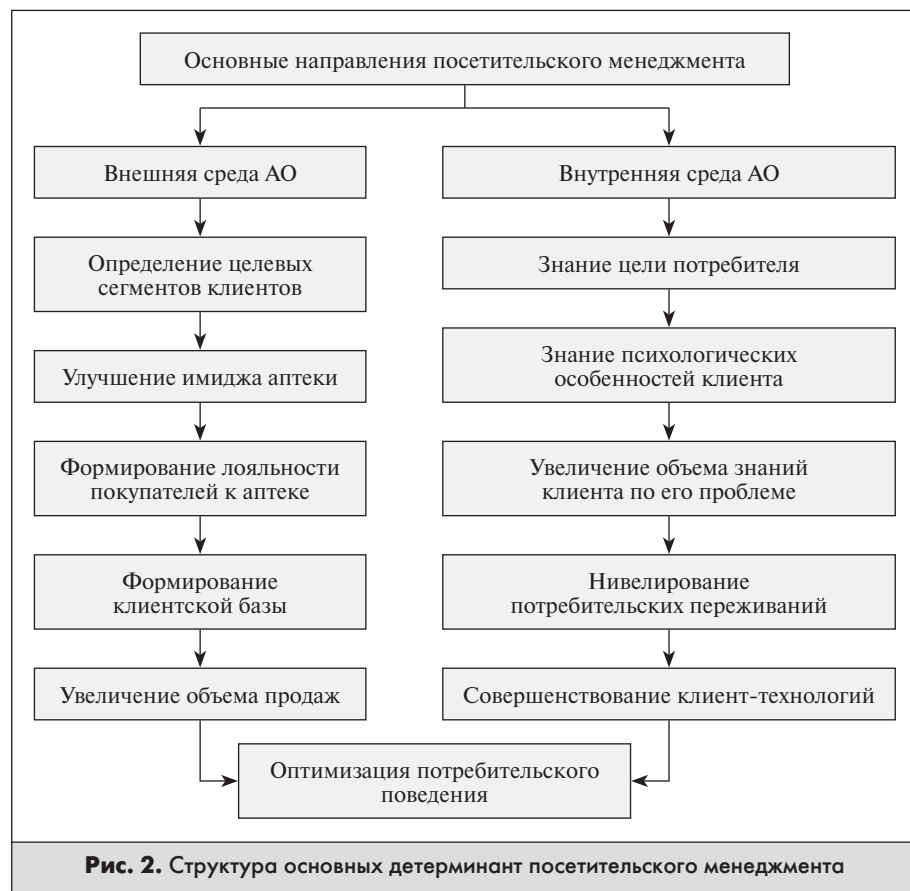 Основные направления посетительского менеджмента
Внешняя среда АО
Внутренняя среда АО
Определение целевых
сегментов клиентов
Знание цели потребителя
Улучшение имиджа аптеки
Знание психологических
особенностей клиента
Формирование лояльности
покупателей к аптеке
Увеличение объема знаний
клиента по его проблеме
Формирование
клиентской базы
Нивелирование
потребительских переживаний
Увеличение объема продаж
Совершенствование клиент-технологий
Оптимизация потребительского
поведения
Рис. 2. Структура основных детерминант посетительского менеджмента